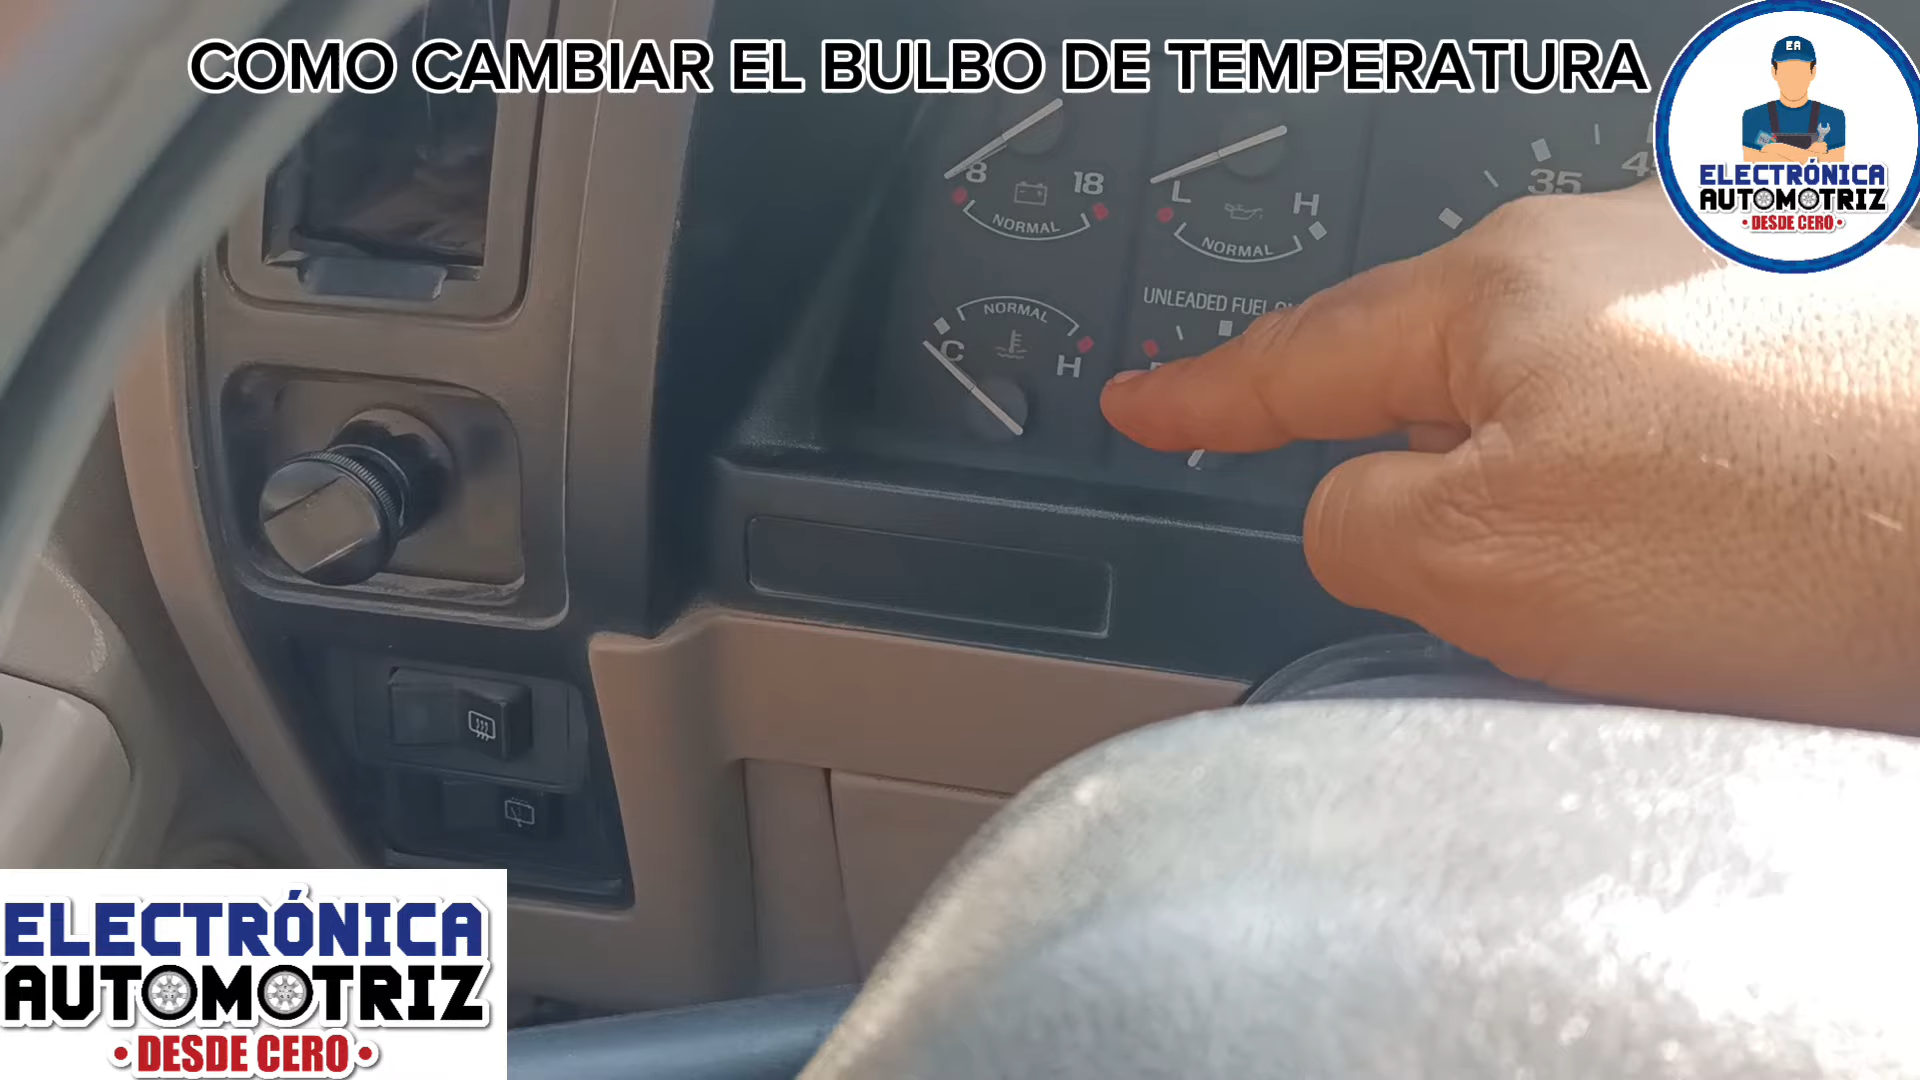 COMO CAMBIAR EL BULBO DE TEMPERATURA
EA
ELECTRÓNICA
AUTOMOTRIZ
• DESDE CERO •
8 18
NORMAL
L H
NORMAL
35
UNLEADED FUEL
NORMAL
C H
ELECTRÓNICA
AUTOMOTRIZ
• DESDE CERO •